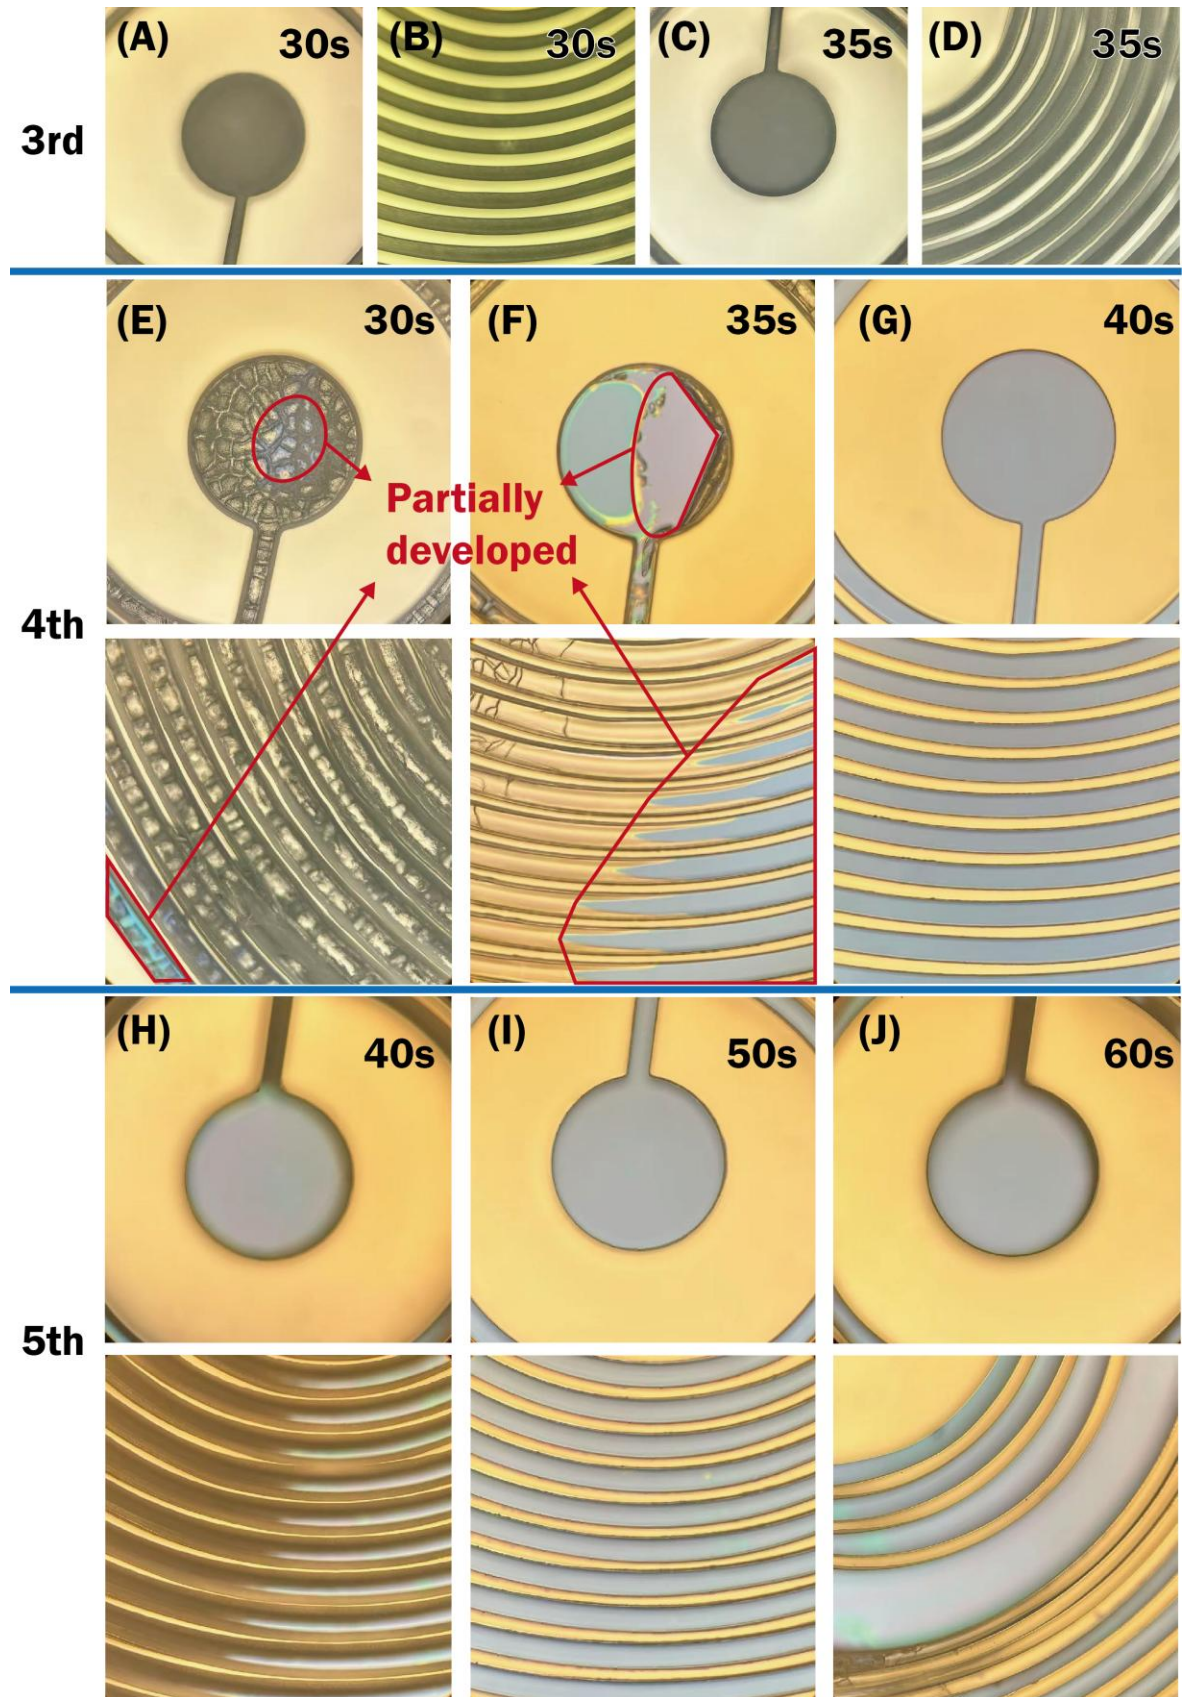 (A) 30s (B) 30s (C) 35s (D) 35s
3rd
(E) 30s (F) 35s (G) 40s
Partially
developed
4th
(H) 40s (I) 50s (J) 60s
5th